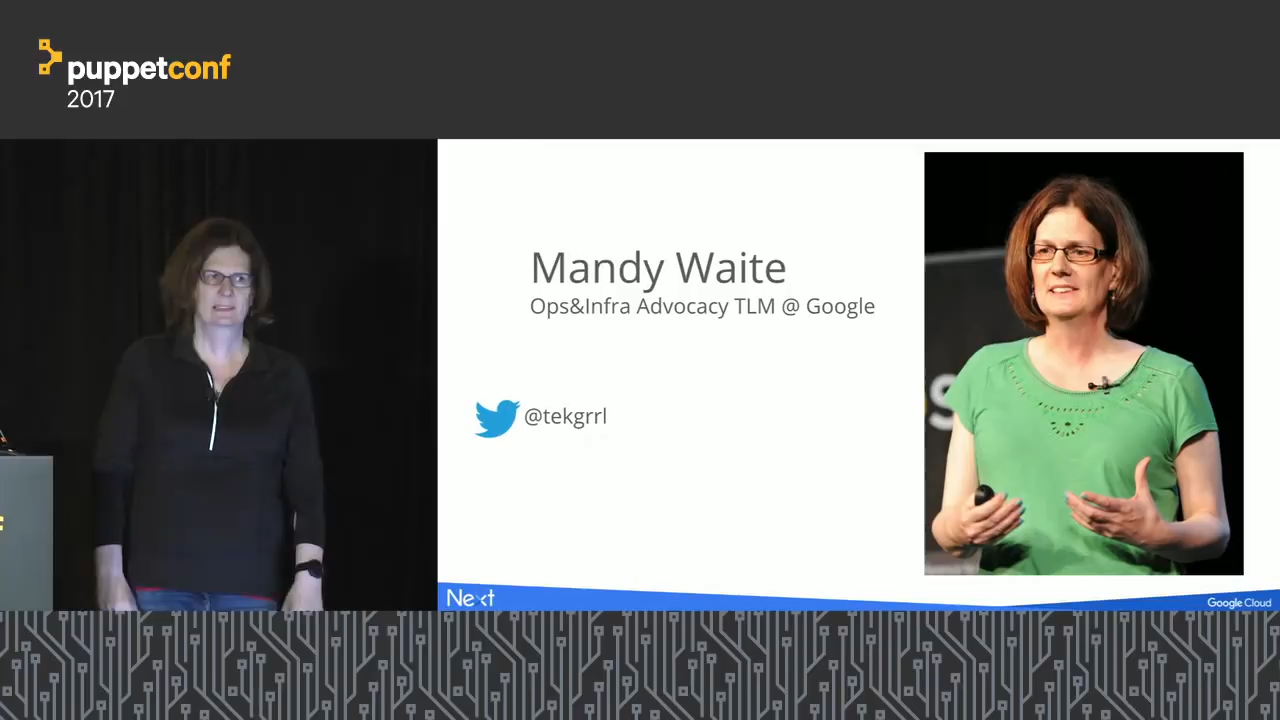 puppetconf
2017
Mandy Waite
Ops&Infra Advocacy TLM @ Google
@tekgrrl
Next
Google Cloud